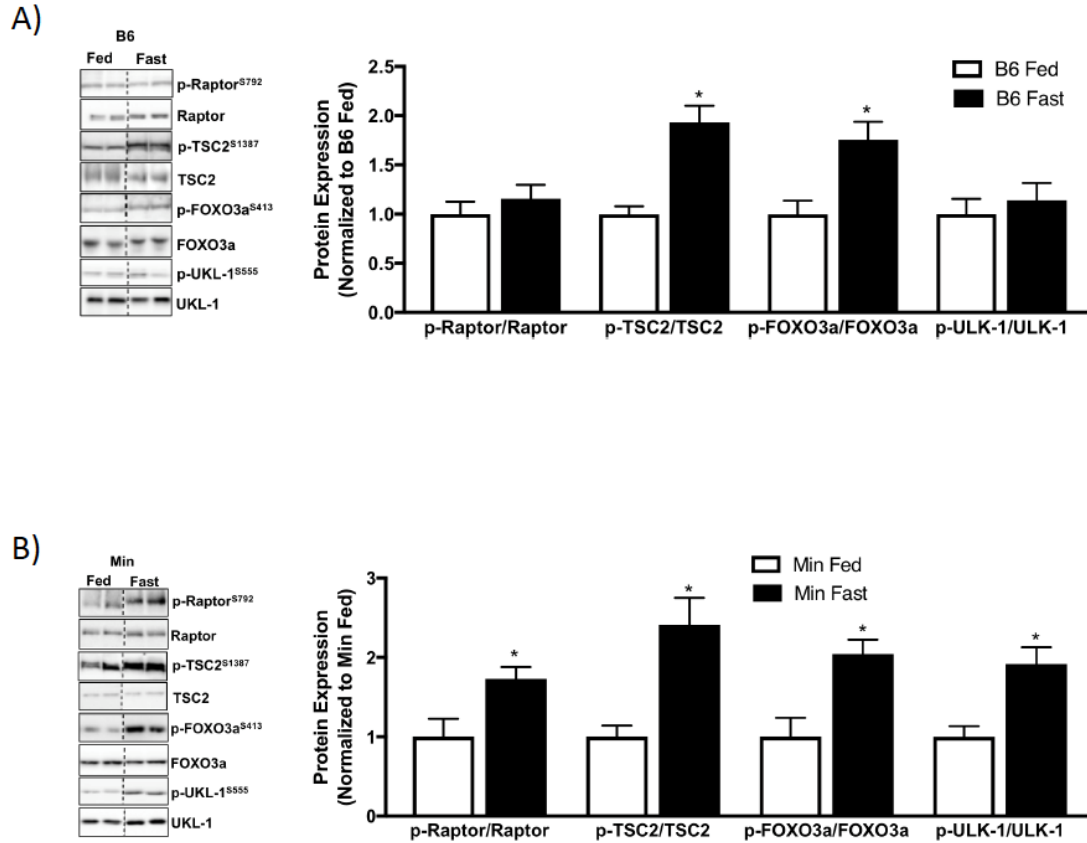 A)
B6
Fed Fast
p-Raptor^S792
Raptor
p-TSC2^S1387
TSC2
p-FOXO3a^S413
FOXO3a
p-UKL-1^S555
UKL-1
Protein Expression
(Normalized to B6 Fed)
2.5
2.0
1.5
1.0
0.5
0.0
* *
B6 Fed
B6 Fast
p-Raptor/Raptor p-TSC2/TSC2 p-FOXO3a/FOXO3a p-ULK-1/ULK-1
B)
Min
Fed Fast
p-Raptor^S792
Raptor
p-TSC2^S1387
TSC2
p-FOXO3a^S413
FOXO3a
p-UKL-1^S555
UKL-1
Protein Expression
(Normalized to Min Fed)
3
2
1
0
* * * *
Min Fed
Min Fast
p-Raptor/Raptor p-TSC2/TSC2 p-FOXO3a/FOXO3a p-ULK-1/ULK-1